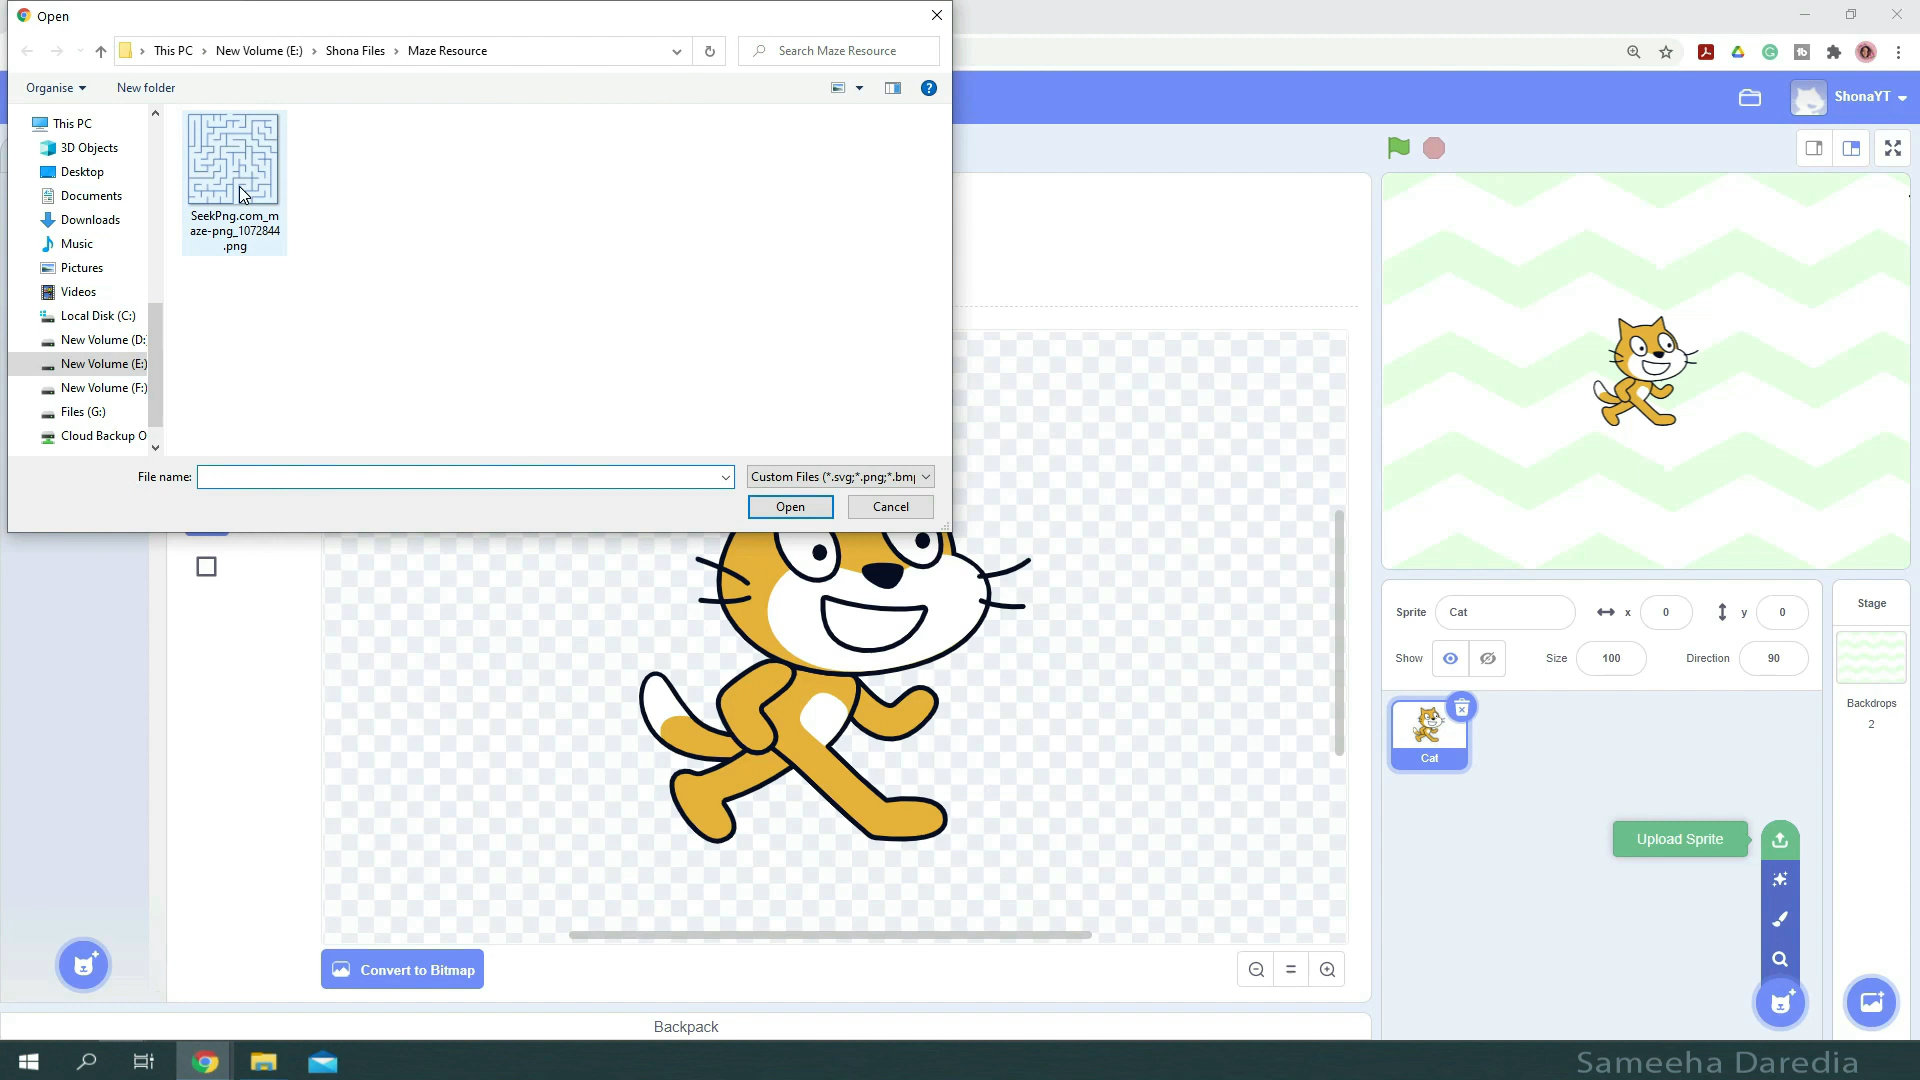 Open
This PC
New Volume (E:)
Shona Files
Maze Resource
Search Maze Resource
Organise
New folder
This PC
3D Objects
Desktop
Documents
Downloads
Music
Pictures
Videos
Local Disk (C:)
New Volume (D:
New Volume (E:)
New Volume (F:)
Files (G:)
Cloud Backup O
SeekPng.com_m
aze-png_1072844
.png
File name:
Custom Files (*.svg;*.png;*.bmp
Open
Cancel
ShonaYT
Convert to Bitmap
Backpack
Sprite
Cat
x
0
y
0
Show
Size
100
Direction
90
Cat
Upload Sprite
Stage
Backdrops
2
Sameeha Daredia